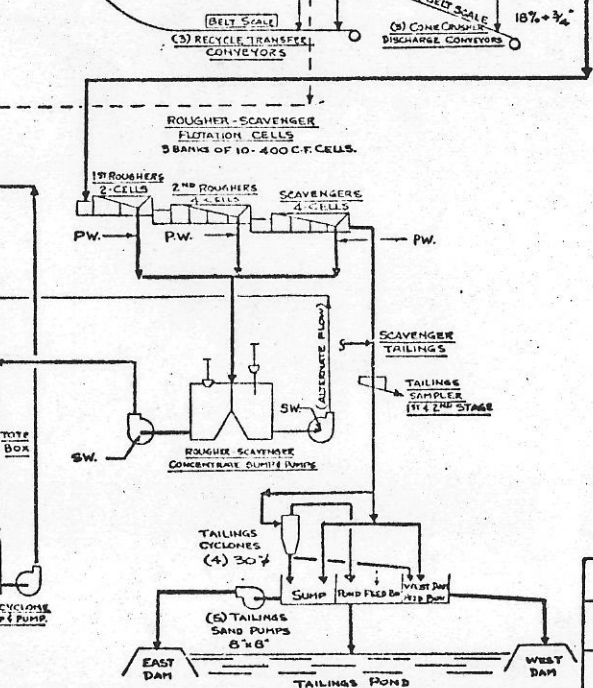 BELT SCALE
(3) RECYCLE TRANSFER
CONVEYORS
BELT SCALE
(3) CONE CRUSHER
DISCHARGE CONVEYORS
18%+3/4"
ROUGHER-SCAVENGER
FLOTATION CELLS
5 BANKS OF 10-400 C.F. CELLS.
1ST ROUGHERS
2-CELLS
2ND ROUGHERS
4 CELLS
SCAVENGERS
4-CELLS
PW.
P.W.
PW.
(ALTERNATE FLOW)
SCAVENGER
TAILINGS
TAILINGS
SAMPLER
1ST & 2ND STAGE
SW.
SW.
BOX
ROUGHER-SCAVENGER
CONCENTRATE SUMP & PUMPS
TAILINGS
CYCLONES
(4) 30"∅
SUMP
POND FEED BOX
WEST DAM
FEED BOX
CYCLONE
& PUMP.
(5) TAILINGS
SAND PUMPS
8"x8"
EAST
DAM
WEST
DAM
TAILINGS POND